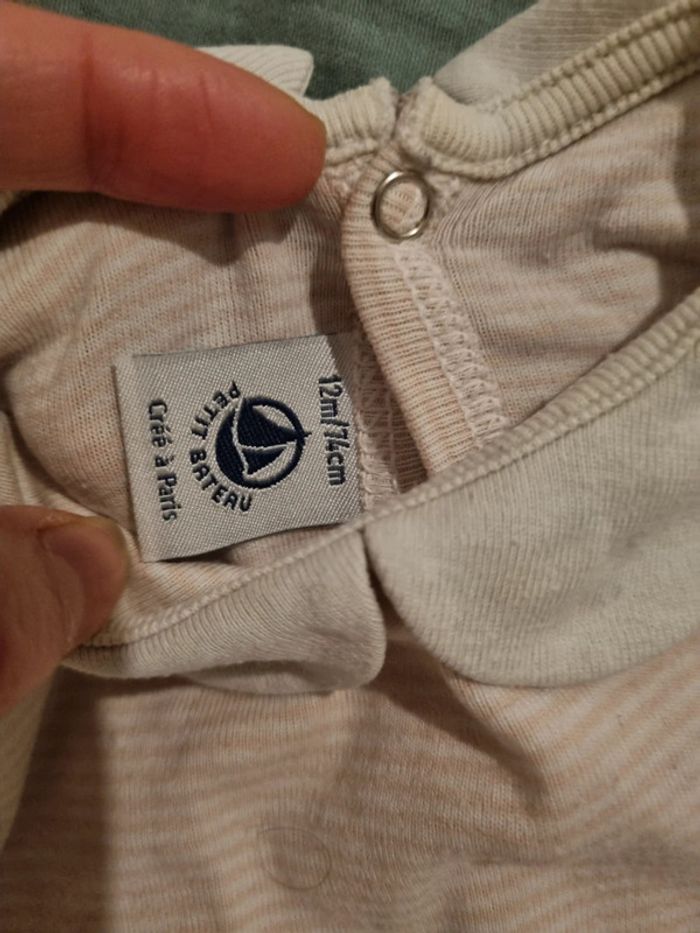 12m/74cm
PETIT BATEAU
Créé à Paris